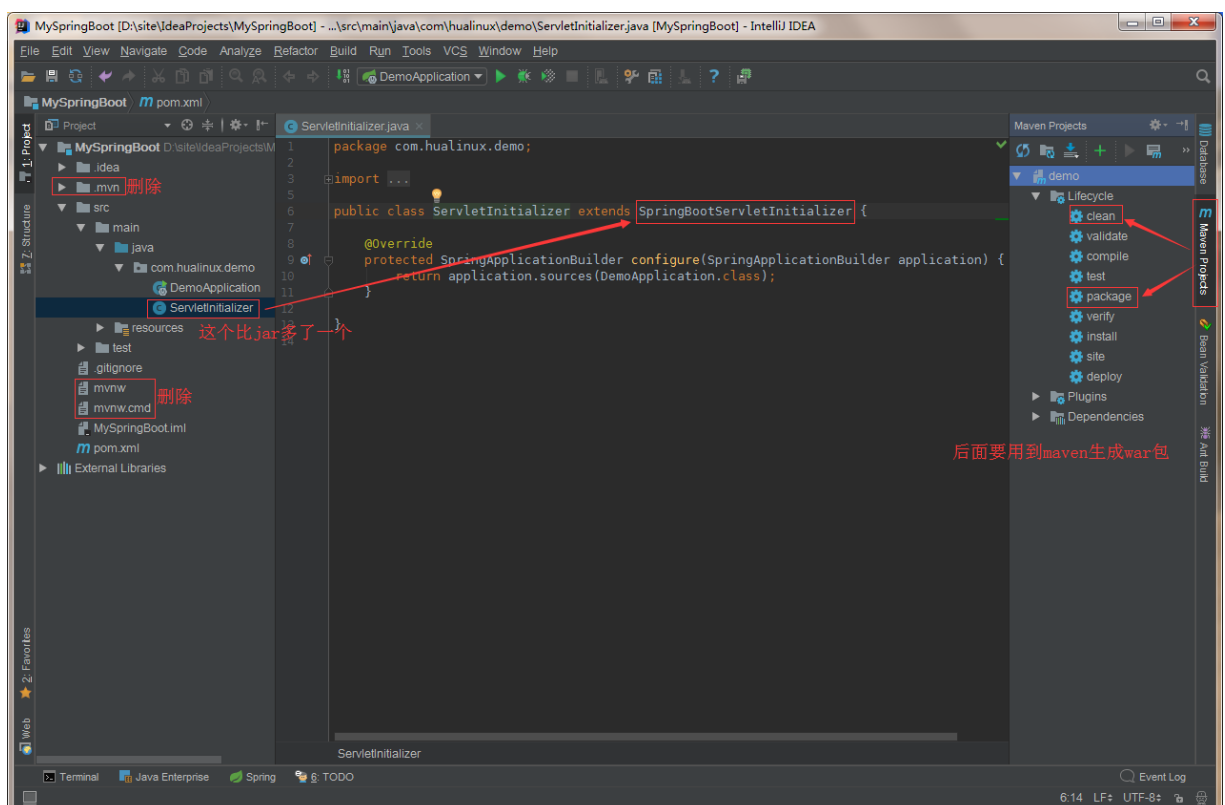 MySpringBoot [D:\site\IdeaProjects\MySpringBoot] - ...\src\main\java\com\hualinux\demo\ServletInitializer.java [MySpringBoot] - IntelliJ IDEA
File Edit View Navigate Code Analyze Refactor Build Run Tools VCS Window Help
DemoApplication
MySpringBoot pom.xml
Project
ServletInitializer.java
Maven Projects
1: Project
Z: Structure
2: Favorites
Web
MySpringBoot D:\site\IdeaProjects\M
.idea
.mvn 删除
src
main
java
com.hualinux.demo
DemoApplication
ServletInitializer
resources
这个比jar多了一个
test
.gitignore
mvnw
删除
mvnw.cmd
MySpringBoot.iml
pom.xml
External Libraries
1 package com.hualinux.demo;
2
3 import ...
5
6 public class ServletInitializer extends SpringBootServletInitializer {
7
8 @Override
9 protected SpringApplicationBuilder configure(SpringApplicationBuilder application) {
10 return application.sources(DemoApplication.class);
11 }
12
13 }
14
demo
Lifecycle
clean
validate
compile
test
package
verify
install
site
deploy
Plugins
Dependencies
后面要用到maven生成war包
Database
Maven Projects
Bean Validation
Ant Build
ServletInitializer
Terminal Java Enterprise Spring 6: TODO Event Log
6:14 LF UTF-8